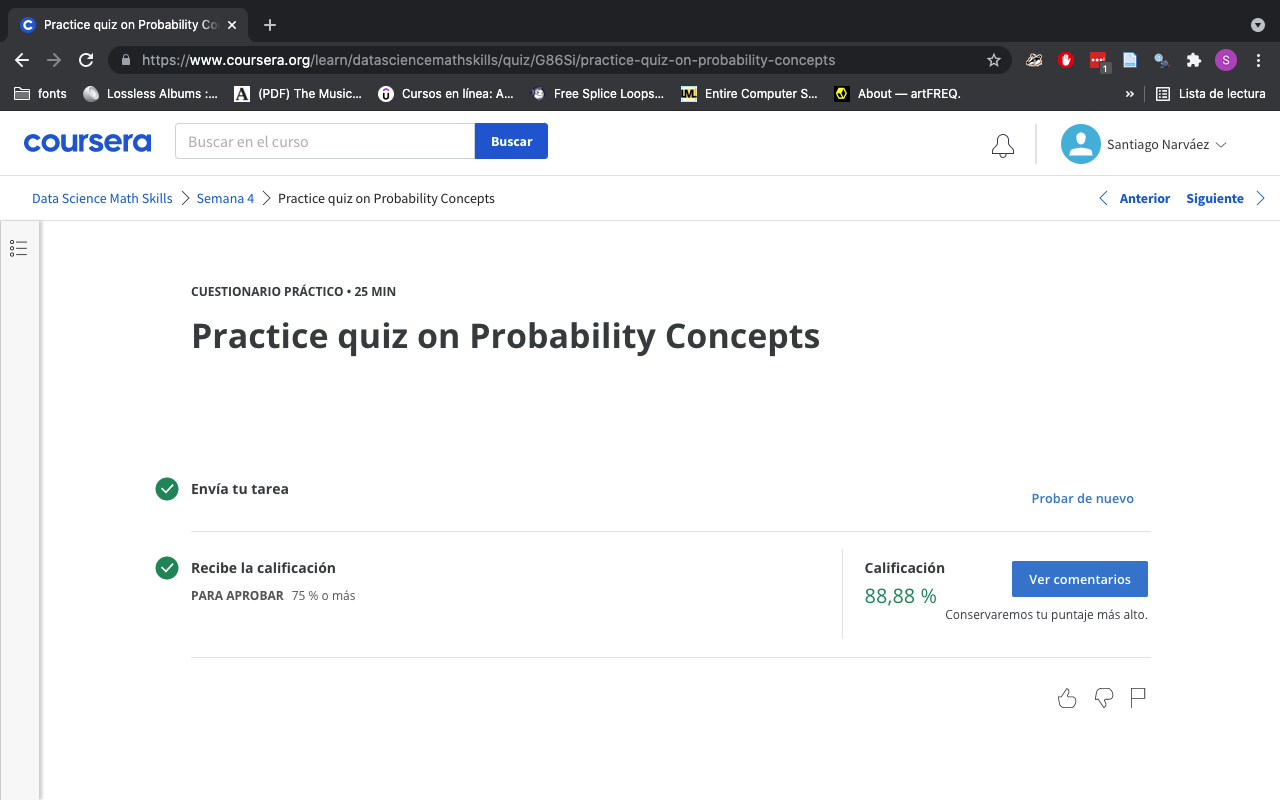 Practice quiz on Probability Co
https://www.coursera.org/learn/datasciencemathskills/quiz/G86Si/practice-quiz-on-probability-concepts
1
S
fonts
Lossless Albums :...
(PDF) The Music...
Cursos en línea: A...
Free Splice Loops...
Entire Computer S...
About — artFREQ.
»
Lista de lectura
coursera
Buscar en el curso
Buscar
Santiago Narváez
Data Science Math Skills
Semana 4
Practice quiz on Probability Concepts
Anterior
Siguiente
CUESTIONARIO PRÁCTICO • 25 MIN
Practice quiz on Probability Concepts
Envía tu tarea
Probar de nuevo
Recibe la calificación
PARA APROBAR 75 % o más
Calificación
88,88 %
Ver comentarios
Conservaremos tu puntaje más alto.